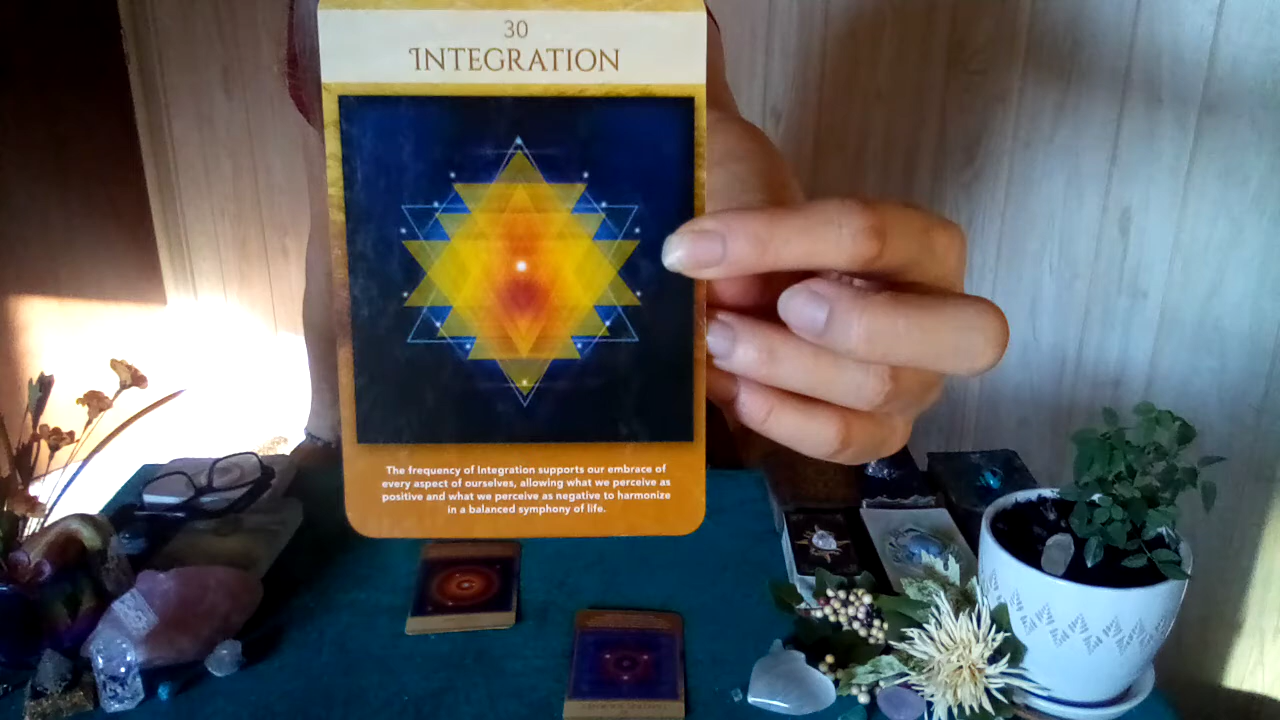 30
INTEGRATION
The frequency of Integration supports our embrace of
every aspect of ourselves, allowing what we perceive as
positive and what we perceive as negative to harmonize
in a balanced symphony of life.